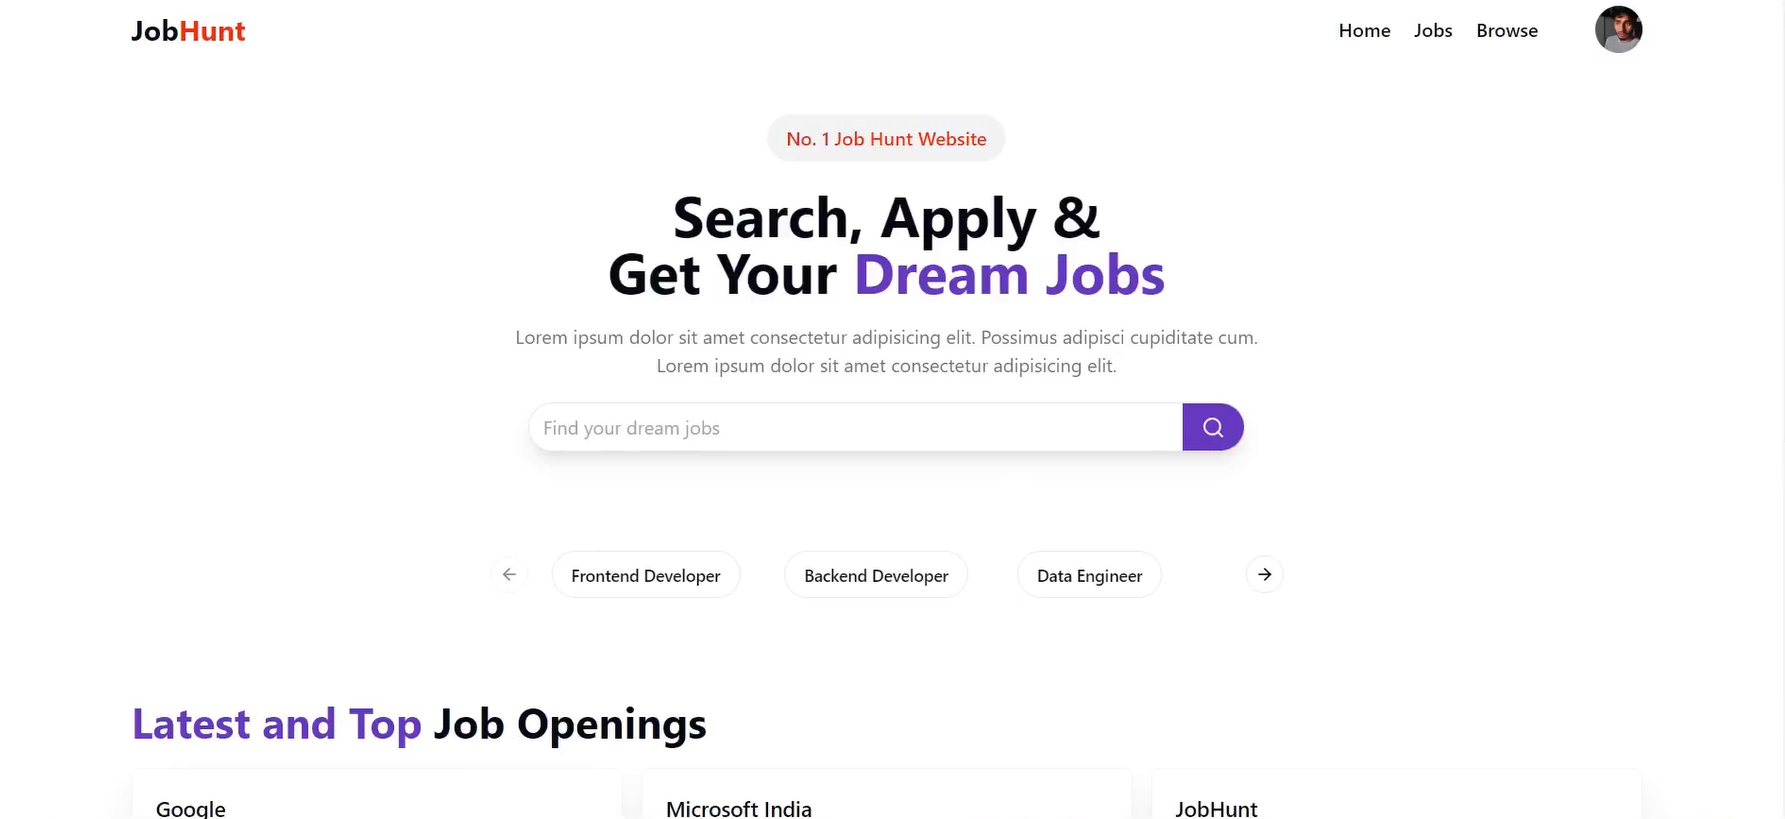 JobHunt
Home
Jobs
Browse
No. 1 Job Hunt Website
Search, Apply &
Get Your Dream Jobs
Lorem ipsum dolor sit amet consectetur adipisicing elit. Possimus adipisci cupiditate cum.
Lorem ipsum dolor sit amet consectetur adipisicing elit.
Find your dream jobs
Frontend Developer
Backend Developer
Data Engineer
Latest and Top Job Openings
Google
Microsoft India
JobHunt